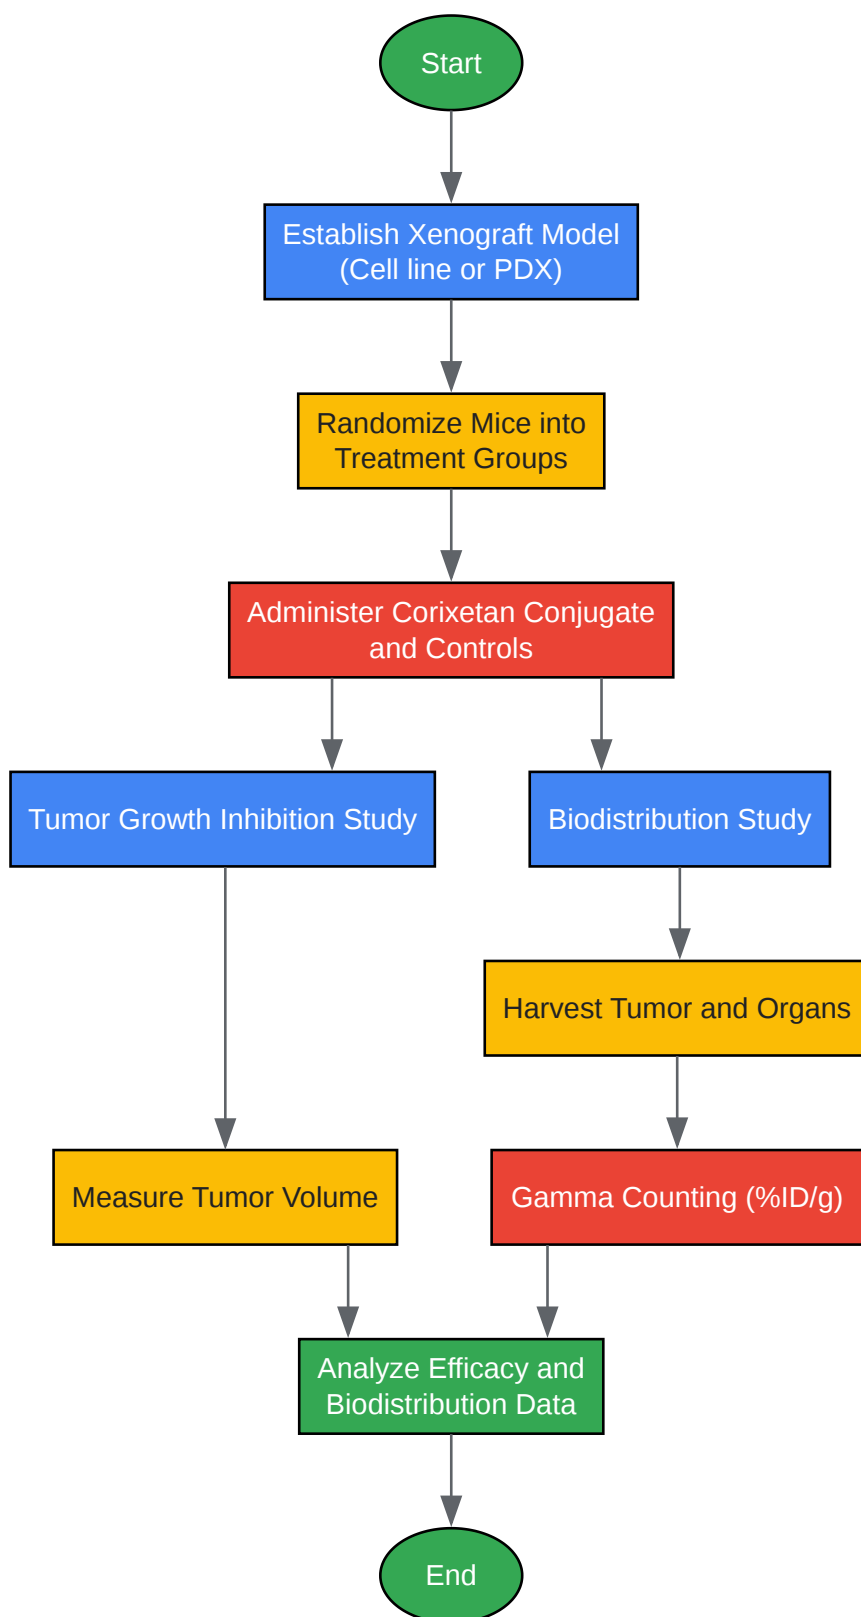 Start
Establish Xenograft Model
(Cell line or PDX)
Randomize Mice into
Treatment Groups
Administer Corixetan Conjugate
and Controls
Tumor Growth Inhibition Study
Biodistribution Study
Harvest Tumor and Organs
Measure Tumor Volume
Gamma Counting (%ID/g)
Analyze Efficacy and
Biodistribution Data
End